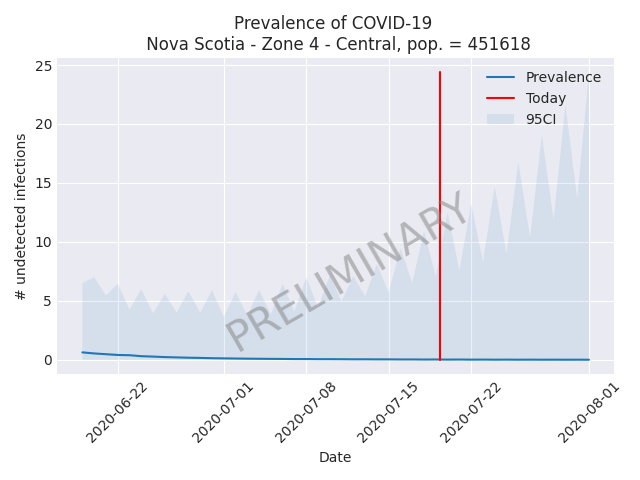 Prevalence of COVID-19
Nova Scotia - Zone 4 - Central, pop. = 451618
25
20
15
10
5
0
# undetected infections
Prevalence
Today
95CI
PRELIMINARY
2020-06-22
2020-07-01
2020-07-08
2020-07-15
2020-07-22
2020-08-01
Date